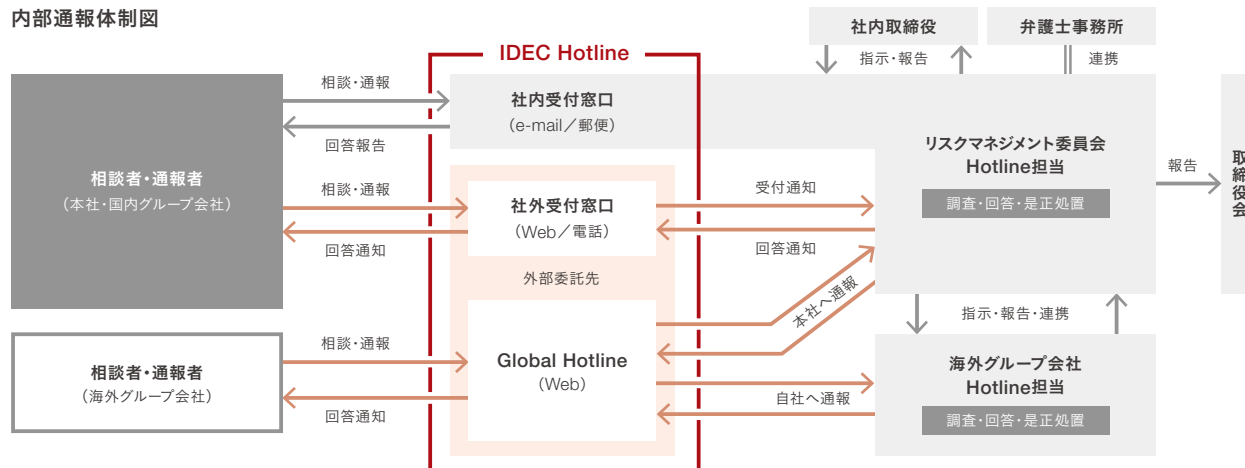 内部通報体制図
社内取締役
弁護士事務所
指示・報告
連携
IDEC Hotline
相談・通報
社内受付窓口
（e-mail／郵便）
回答報告
相談者・通報者
（本社・国内グループ会社）
相談・通報
社外受付窓口
（Web／電話）
回答通知
受付通知
回答通知
リスクマネジメント委員会
Hotline担当
調査・回答・是正処置
報告
取締役会
外部委託先
本社へ通報
指示・報告・連携
相談者・通報者
（海外グループ会社）
相談・通報
Global Hotline
（Web）
回答通知
自社へ通報
海外グループ会社
Hotline担当
調査・回答・是正処置